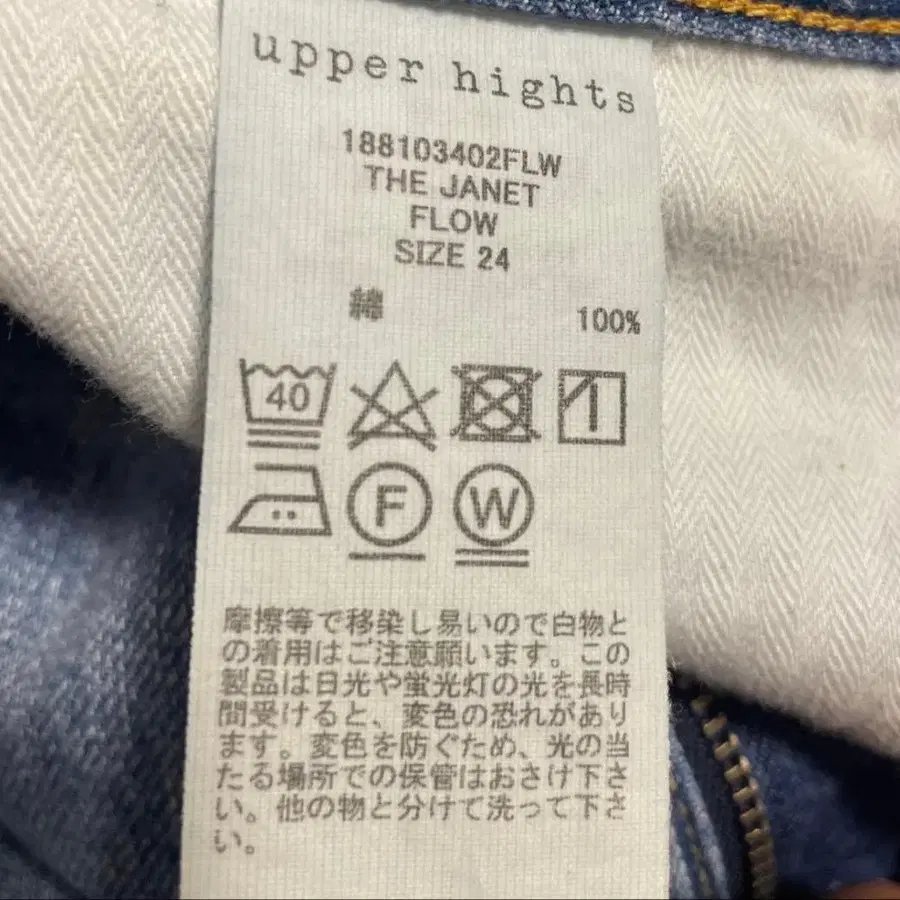 upper hights
188103402FLW
THE JANET
FLOW
SIZE 24
綿 100%
40
F W
摩擦等で移染し易いので白物と
の着用はご注意願います。この
製品は日光や蛍光灯の光を長時
間受けると、変色の恐れがあり
ます。変色を防ぐため、光の当
たる場所での保管はおさけ下さ
い。他の物と分けて洗って下さ
い。